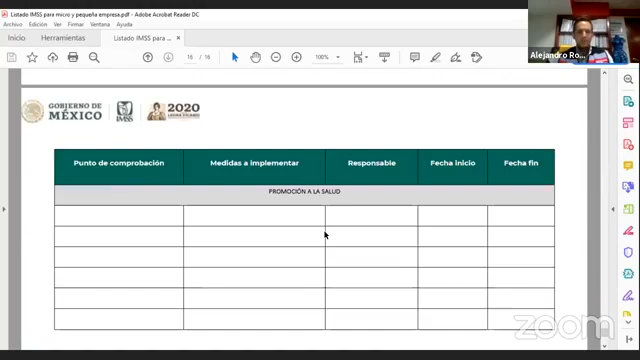 Listado IMSS para micro y pequeña empresa.pdf - Adobe Acrobat Reader DC
Archivo Edición Ver Firmar Ventana Ayuda
Inicio Herramientas Listado IMSS para ... ×
16 / 16 100%
Alejandro Ro...
GOBIERNO DE MÉXICO IMSS 2020
Punto de comprobación Medidas a implementar Responsable Fecha inicio Fecha fin
PROMOCIÓN A LA SALUD
zoom